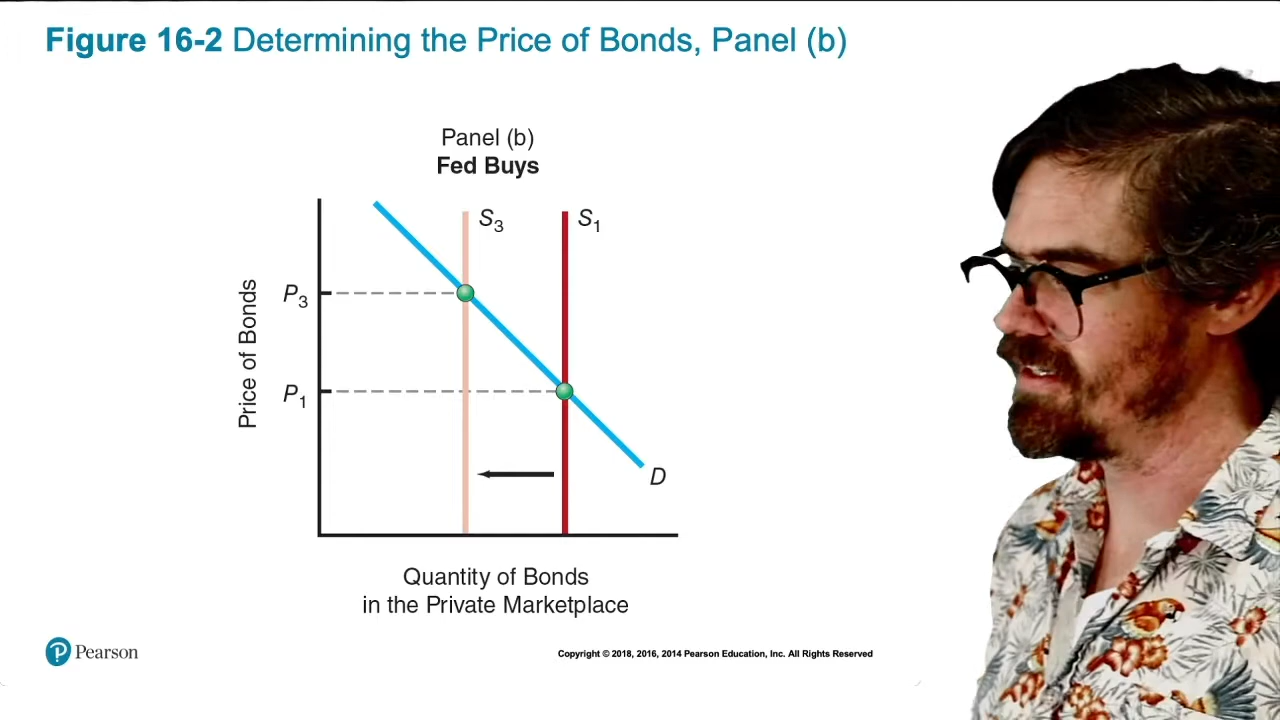 Figure 16-2 Determining the Price of Bonds, Panel (b)
Panel (b)
Fed Buys
S3
S1
P3
P1
Price of Bonds
D
Quantity of Bonds
in the Private Marketplace
P Pearson
Copyright © 2018, 2016, 2014 Pearson Education, Inc. All Rights Reserved